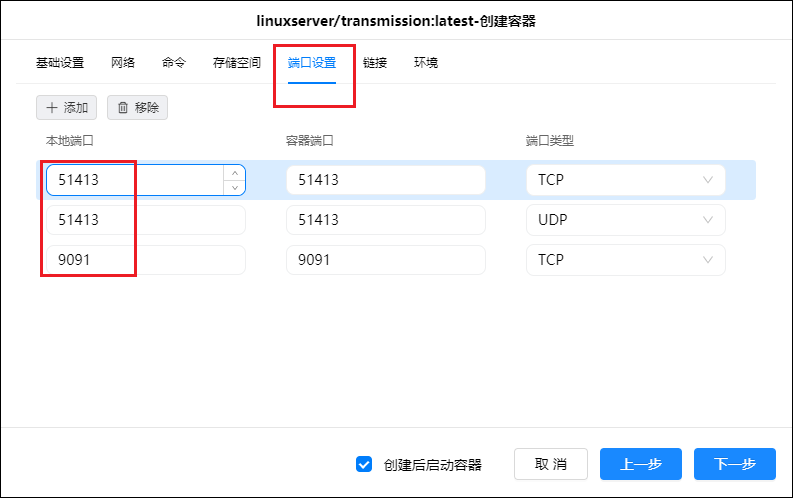 linuxserver/transmission:latest-创建容器
基础设置 网络 命令 存储空间 端口设置 链接 环境
添加 移除
本地端口 容器端口 端口类型
51413 51413 TCP
51413 51413 UDP
9091 9091 TCP
创建后启动容器 取 消 上一步 下一步